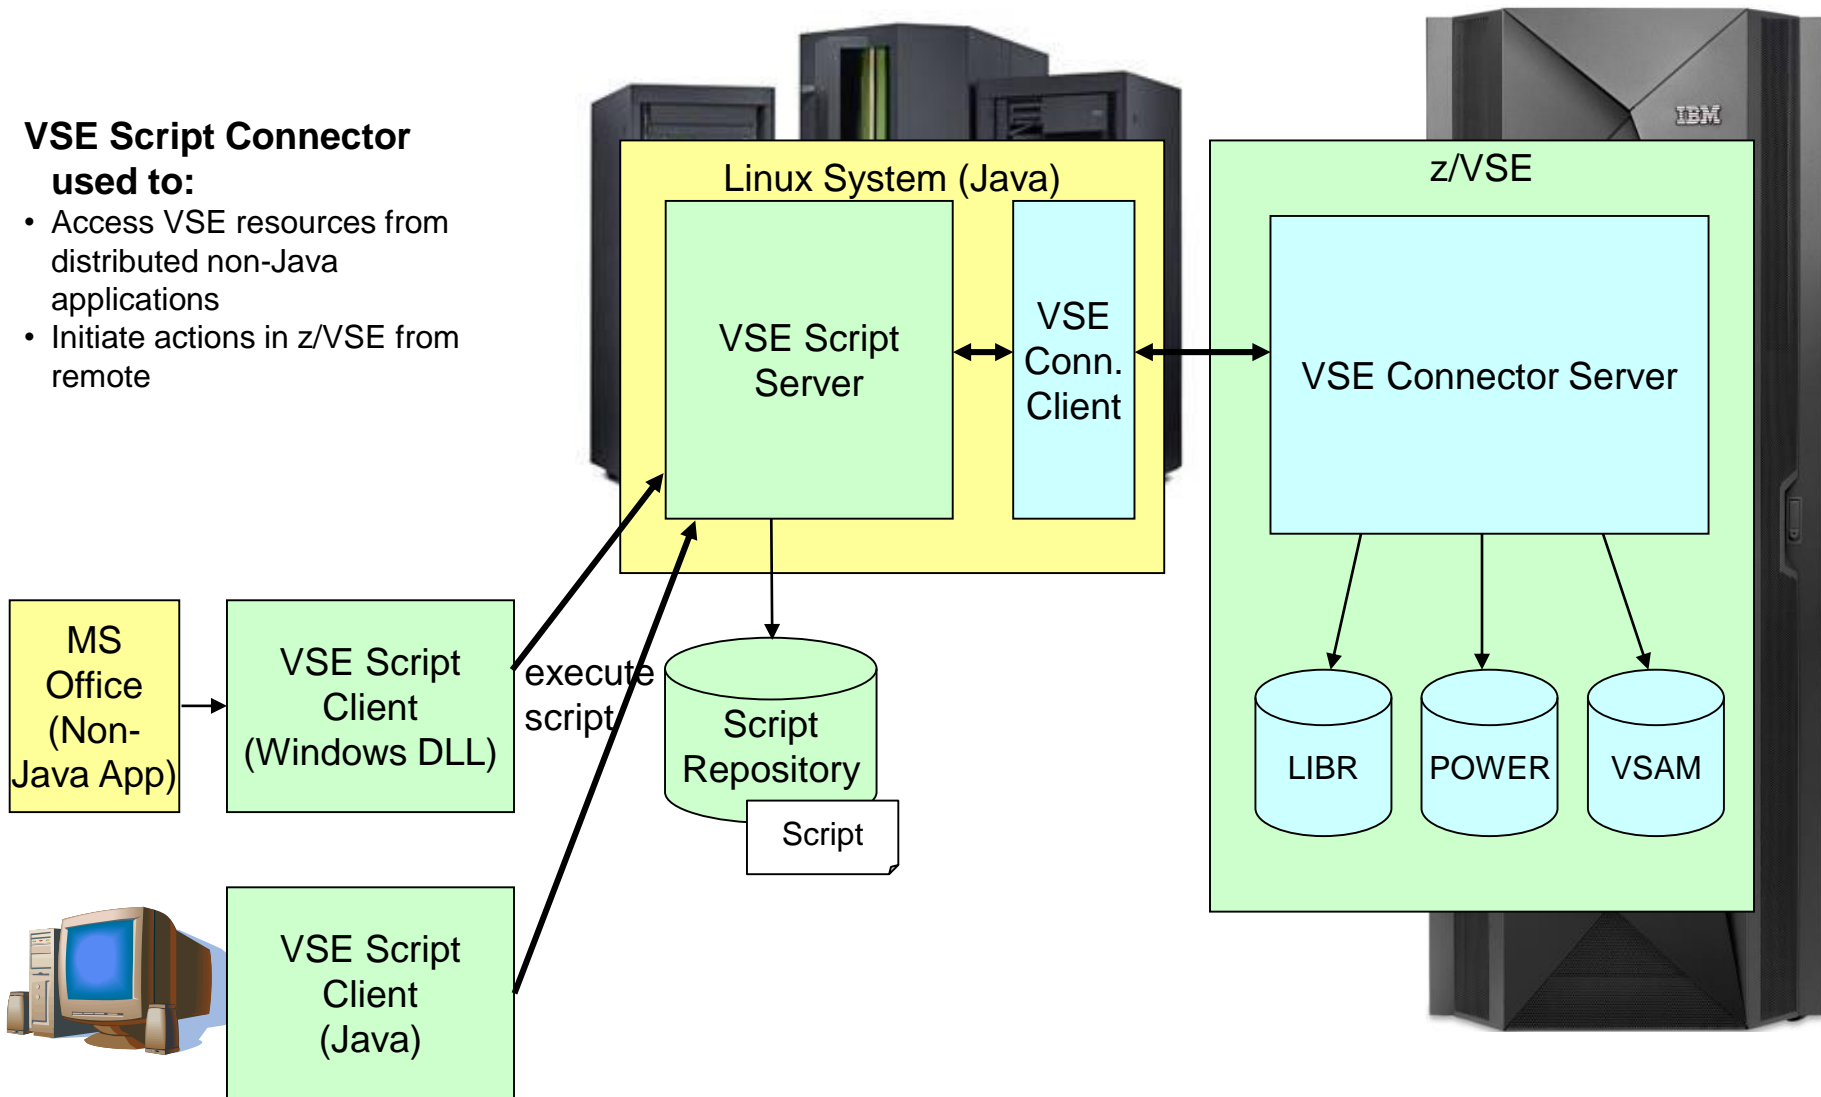 VSE Script Connector
used to:
• Access VSE resources from
distributed non-Java
applications
• Initiate actions in z/VSE from
remote
IBM
Linux System (Java)
VSE Script
Server
VSE
Conn.
Client
z/VSE
VSE Connector Server
LIBR
POWER
VSAM
MS
Office
(Non-
Java App)
VSE Script
Client
(Windows DLL)
execute
script
Script
Repository
Script
VSE Script
Client
(Java)